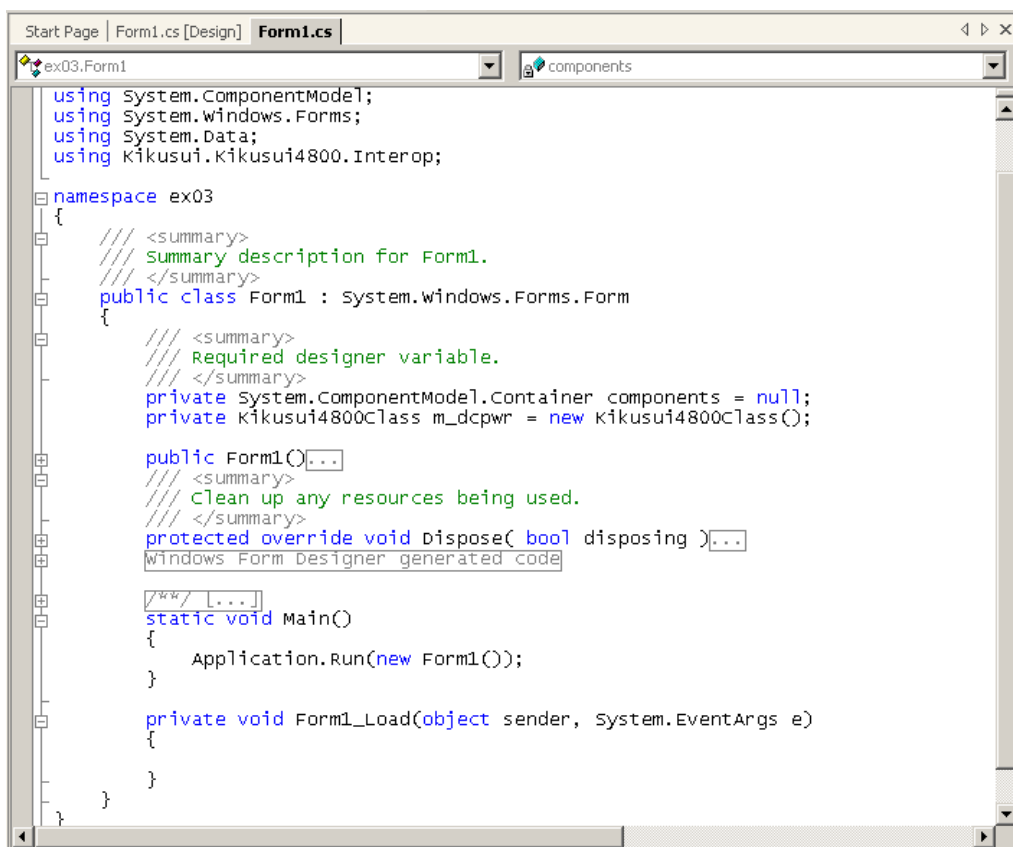 Start Page | Form1.cs [Design] Form1.cs
ex03.Form1 components
using System.ComponentModel;
using System.Windows.Forms;
using System.Data;
using Kikusui.Kikusui4800.Interop;
namespace ex03
{
/// <summary>
/// Summary description for Form1.
/// </summary>
public class Form1 : System.Windows.Forms.Form
{
/// <summary>
/// Required designer variable.
/// </summary>
private System.ComponentModel.Container components = null;
private Kikusui4800Class m_dcpwr = new Kikusui4800Class();
public Form1()...
/// <summary>
/// Clean up any resources being used.
/// </summary>
protected override void Dispose( bool disposing )...
Windows Form Designer generated code
/**/ [...]
static void Main()
{
Application.Run(new Form1());
}
private void Form1_Load(object sender, System.EventArgs e)
{
}
}
}